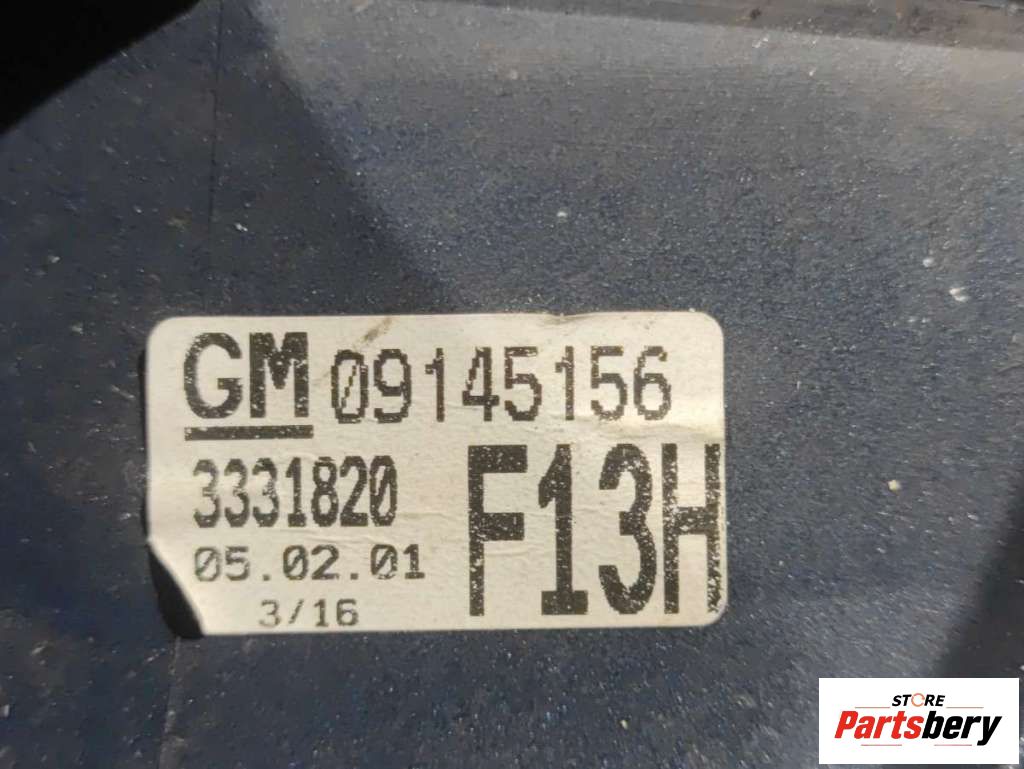 GM 09145156
3331820
F13H
05.02.01
3/16
STORE
Partsbery